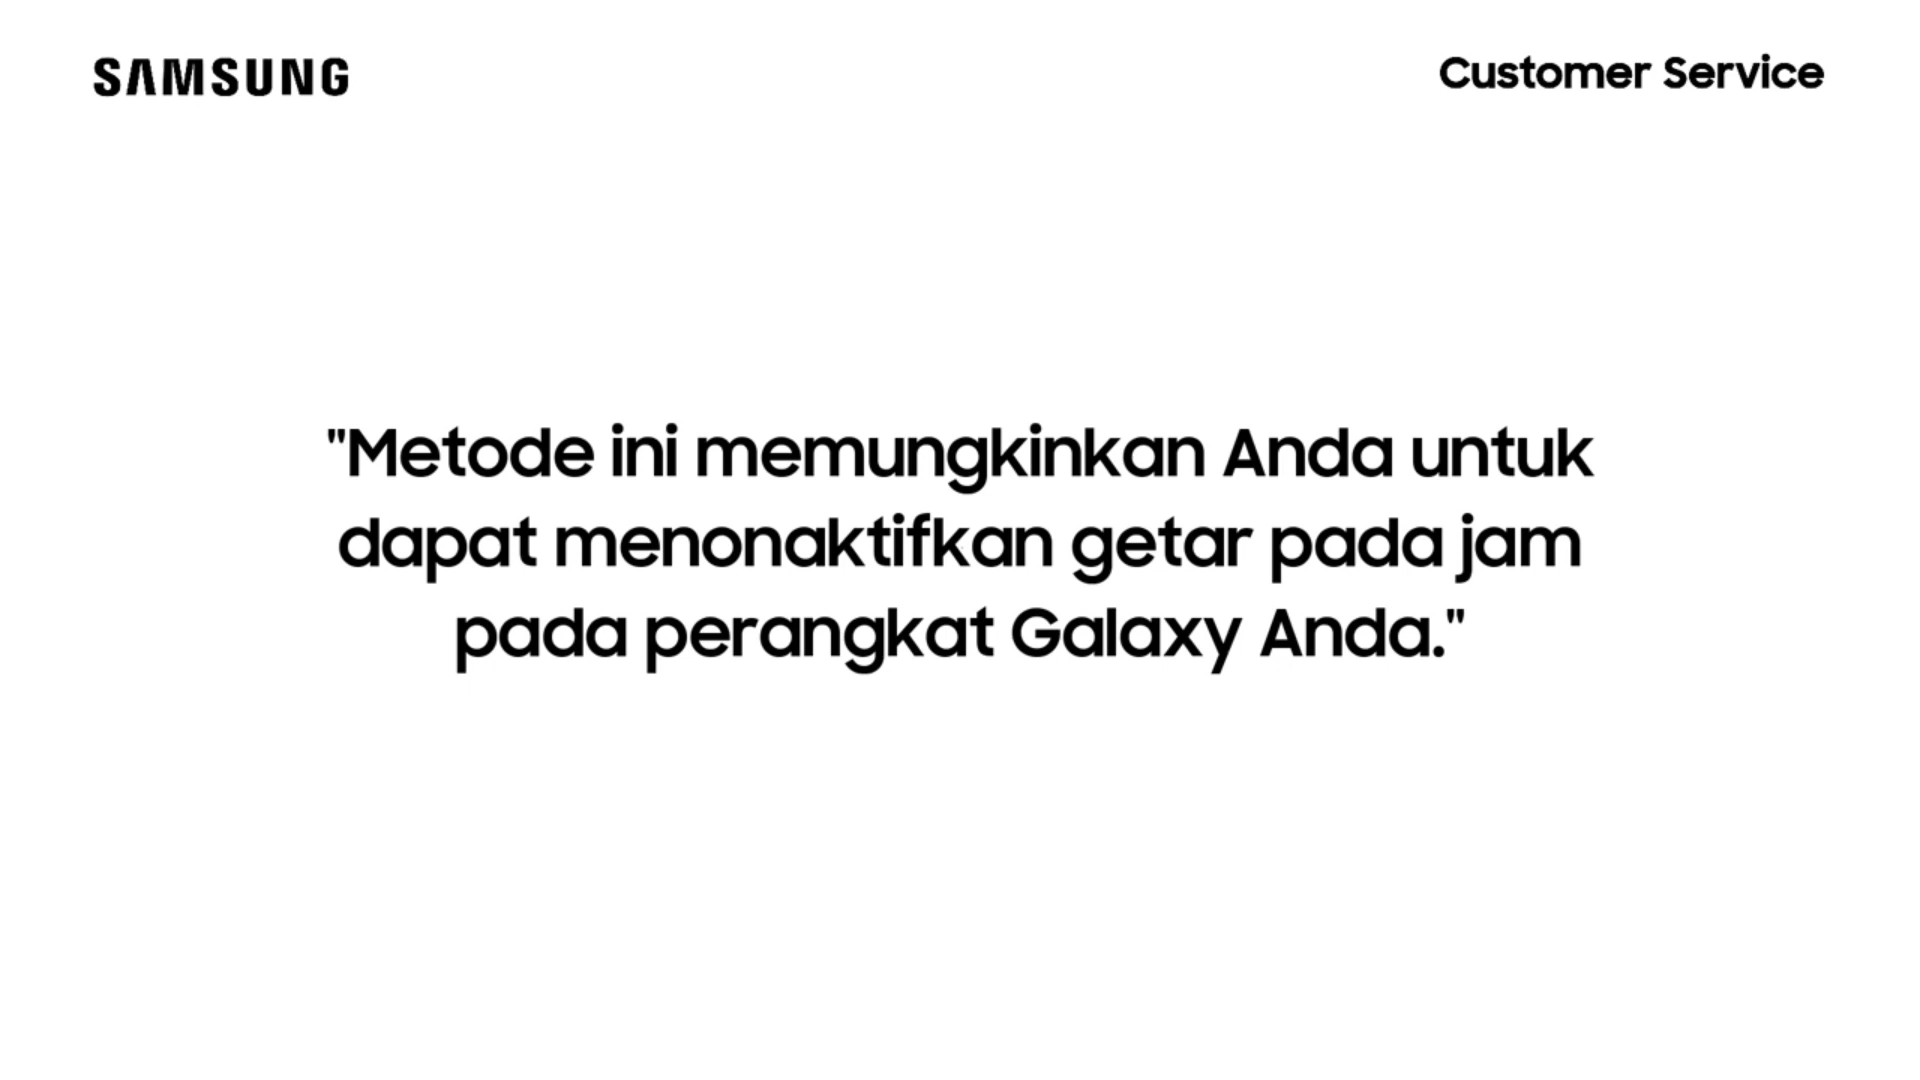 SAMSUNG
Customer Service
"Metode ini memungkinkan Anda untuk
dapat menonaktifkan getar pada jam
pada perangkat Galaxy Anda."